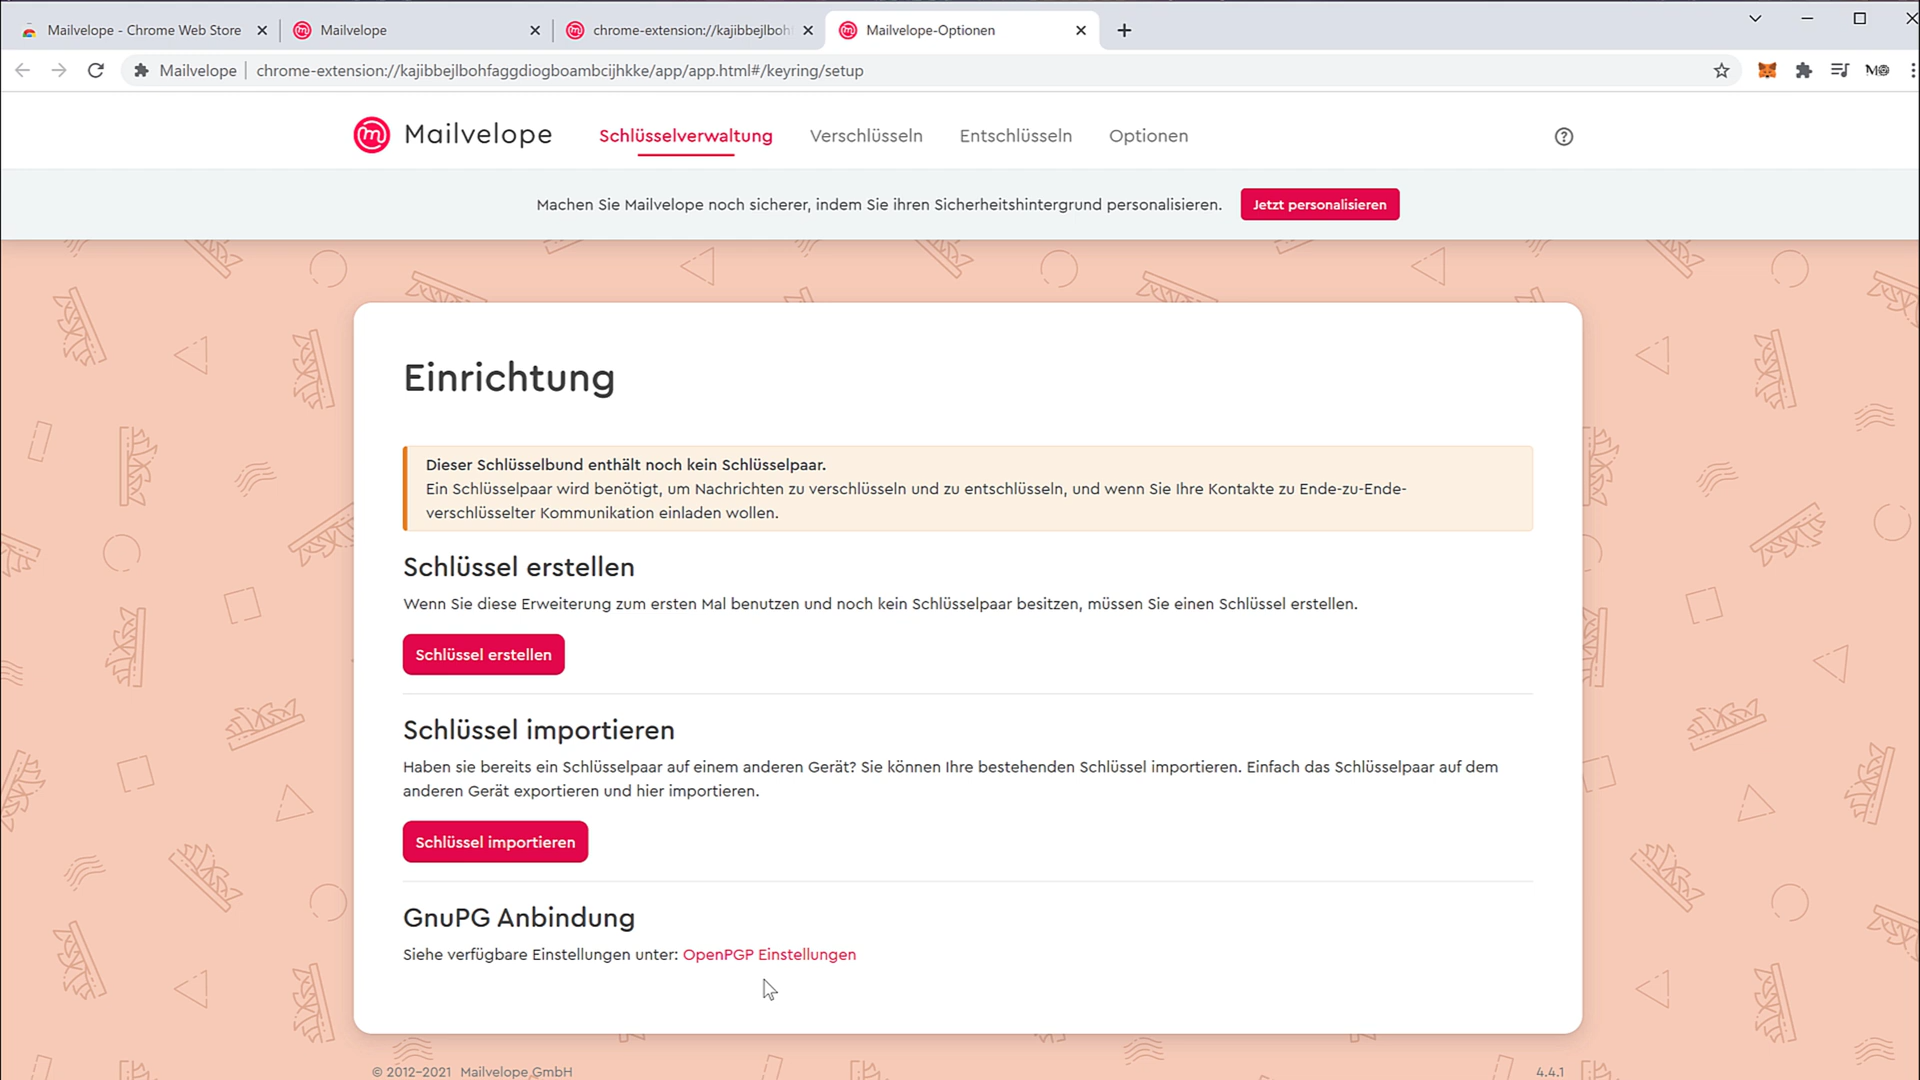 Mailvelope - Chrome Web Store
Mailvelope
chrome-extension://kajibbejlboh
Mailvelope-Optionen
Mailvelope
chrome-extension://kajibbejlbohfaggdiogboambcijhkke/app/app.html#/keyring/setup
Mailvelope
Schlüsselverwaltung
Verschlüsseln
Entschlüsseln
Optionen
Machen Sie Mailvelope noch sicherer, indem Sie ihren Sicherheitshintergrund personalisieren.
Jetzt personalisieren
Einrichtung
Dieser Schlüsselbund enthält noch kein Schlüsselpaar.
Ein Schlüsselpaar wird benötigt, um Nachrichten zu verschlüseln und zu entschlüseln, und wenn Sie Ihre Kontakte zu Ende-zu-Ende-
verschlüsselter Kommunikation einladen wollen.
Schlüssel erstellen
Wenn Sie diese Erweiterung zum ersten Mal benutzen und noch kein Schlüsselpaar besitzen, müssen Sie einen Schlüssel erstellen.
Schlüssel erstellen
Schlüssel importieren
Haben sie bereits ein Schlüsselpaar auf einem anderen Gerät? Sie können Ihre bestehenden Schlüssel importieren. Einfach das Schlüsselpaar auf dem
anderen Gerät exportieren und hier importieren.
Schlüssel importieren
GnuPG Anbindung
Siehe verfügbare Einstellungen unter: OpenPGP Einstellungen
© 2012-2021 Mailvelope GmbH
4.4.1